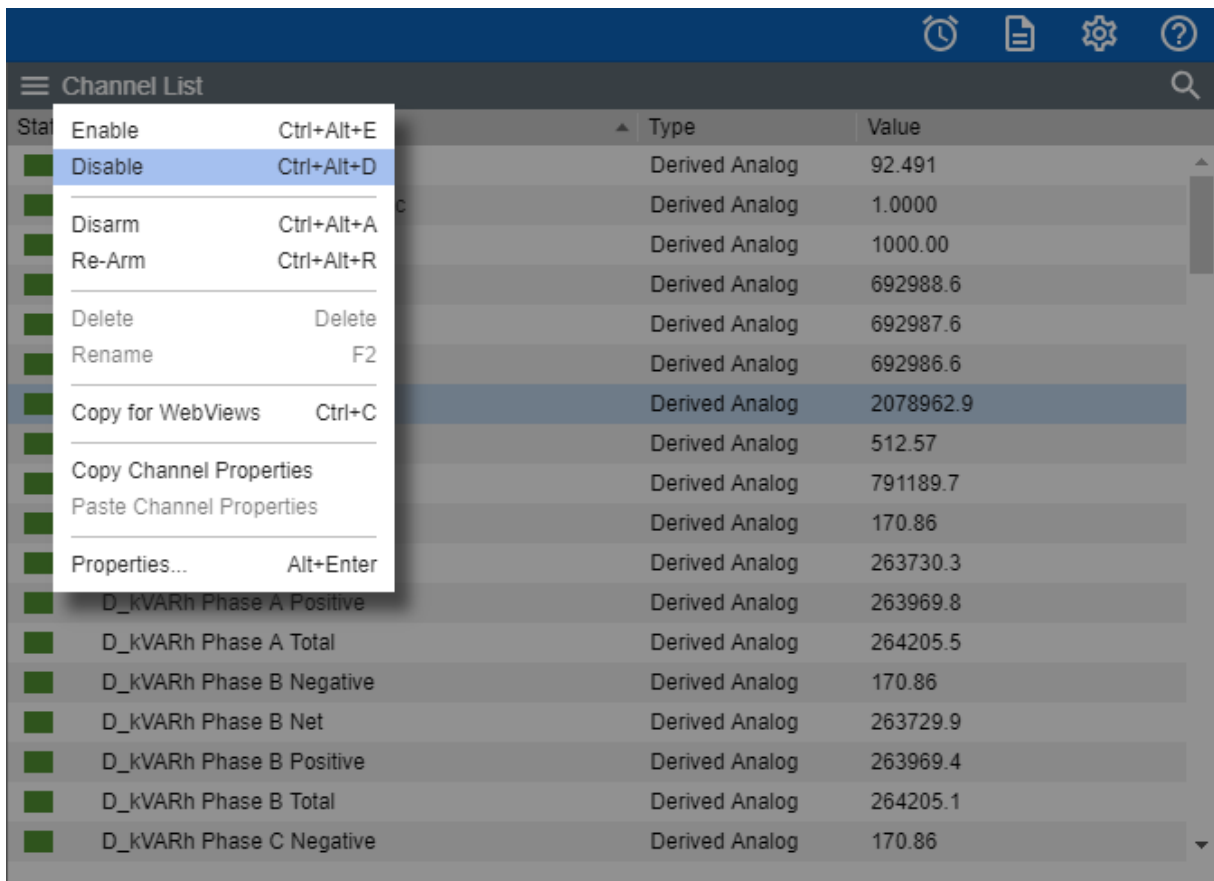 Channel List
Type Value
Enable Ctrl+Alt+E
Disable Ctrl+Alt+D
Disarm Ctrl+Alt+A
Re-Arm Ctrl+Alt+R
Delete Delete
Rename F2
Copy for WebViews Ctrl+C
Copy Channel Properties
Paste Channel Properties
Properties... Alt+Enter
Derived Analog 92.491
c Derived Analog 1.0000
Derived Analog 1000.00
Derived Analog 692988.6
Derived Analog 692987.6
Derived Analog 692986.6
Derived Analog 2078962.9
Derived Analog 512.57
Derived Analog 791189.7
Derived Analog 170.86
Derived Analog 263730.3
D_kVARh Phase A Positive Derived Analog 263969.8
D_kVARh Phase A Total Derived Analog 264205.5
D_kVARh Phase B Negative Derived Analog 170.86
D_kVARh Phase B Net Derived Analog 263729.9
D_kVARh Phase B Positive Derived Analog 263969.4
D_kVARh Phase B Total Derived Analog 264205.1
D_kVARh Phase C Negative Derived Analog 170.86